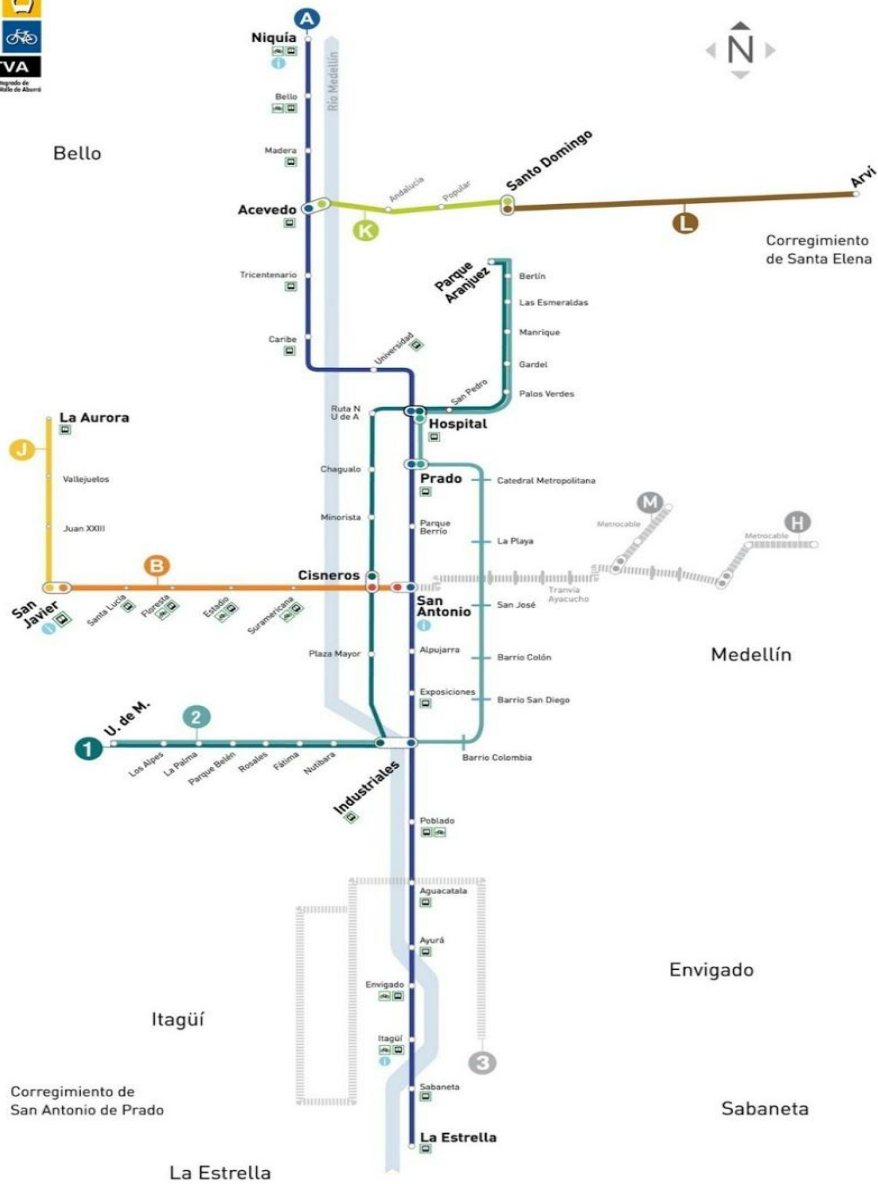 A
Niquía
TVA
Río Medellín
Bello
Bello
Madera
Acevedo
K
Andalucía
Popular
Santo Domingo
L
Arví
Corregimiento
de Santa Elena
N
Tricentenario
Parque
Aranjuez
Berlín
Las Esmeraldas
Manrique
Caribe
Universidad
Gardel
San Pedro
Palos Verdes
Ruta N
U de A
Hospital
La Aurora
J
Chagualo
Prado
Catedral Metropolitana
Vallejuelos
Minorista
Parque
Berrío
M
Metrocable
H
Metrocable
Juan XXIII
La Playa
B
Cisneros
San
Javier
Santa Lucía
Floresta
Estadio
Suramericana
San
Antonio
Tranvía
Ayacucho
San José
Plaza Mayor
Alpujarra
Barrio Colón
Medellín
Exposiciones
Barrio San Diego
U. de M.
2
1
Los Alpes
La Palma
Parque Belén
Rosales
Fátima
Nutibara
Industriales
Barrio Colombia
Poblado
Aguacatala
Ayurá
Envigado
Envigado
Itagüí
Itagüí
3
Sabaneta
Corregimiento de
San Antonio de Prado
Sabaneta
La Estrella
La Estrella